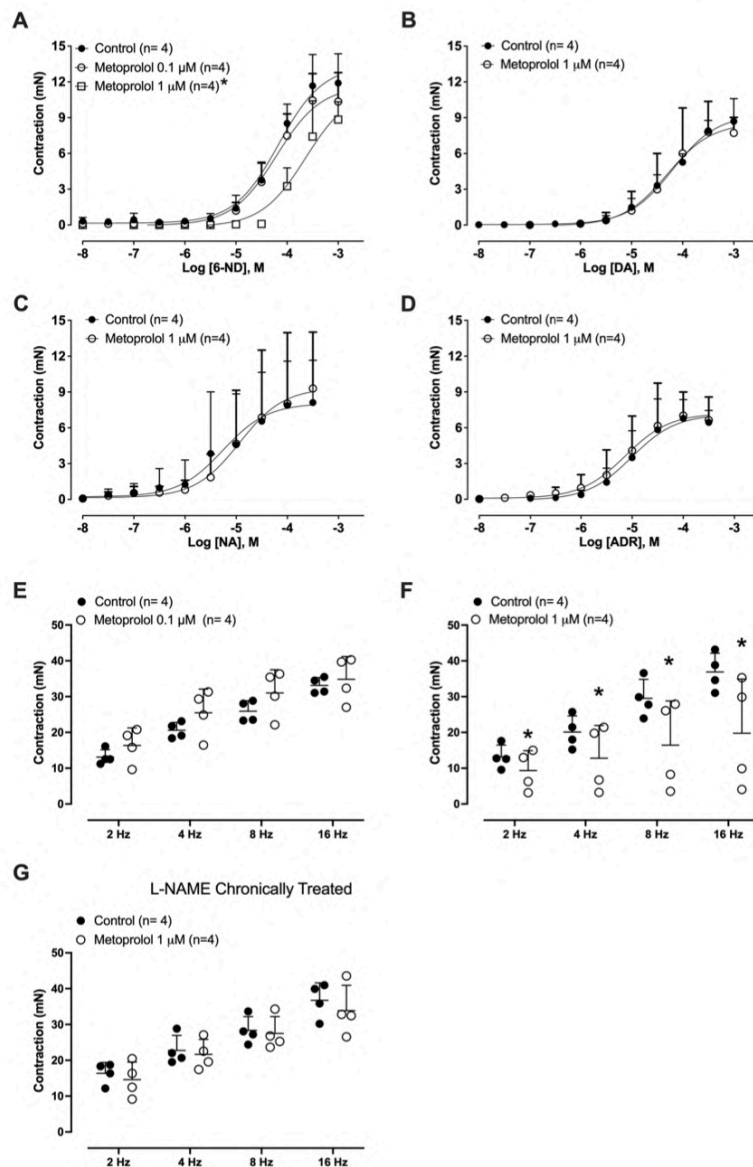 A
Control (n= 4)
Metoprolol 0.1 µM (n=4)
Metoprolol 1 µM (n=4)*
Contraction (mN)
15
12
9
6
3
0
-8 -7 -6 -5 -4 -3
Log [6-ND], M
B
Control (n= 4)
Metoprolol 1 µM (n=4)
Contraction (mN)
15
12
9
6
3
0
-8 -7 -6 -5 -4 -3
Log [DA], M
C
Control (n= 4)
Metoprolol 1 µM (n=4)
Contraction (mN)
15
12
9
6
3
0
-8 -7 -6 -5 -4 -3
Log [NA], M
D
Control (n= 4)
Metoprolol 1 µM (n=4)
Contraction (mN)
15
12
9
6
3
0
-8 -7 -6 -5 -4 -3
Log [ADR], M
E
Control (n= 4)
Metoprolol 0.1 µM (n= 4)
Contraction (mN)
50
40
30
20
10
0
2 Hz 4 Hz 8 Hz 16 Hz
F
Control (n= 4)
Metoprolol 1 µM (n=4)
Contraction (mN)
50
40
30
20
10
0
* * * *
2 Hz 4 Hz 8 Hz 16 Hz
G
L-NAME Chronically Treated
Control (n= 4)
Metoprolol 1 µM (n=4)
Contraction (mN)
50
40
30
20
10
0
2 Hz 4 Hz 8 Hz 16 Hz